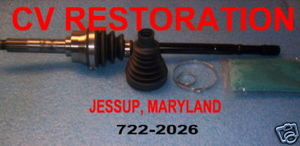 CV RESTORATION
JESSUP, MARYLAND
722-2026